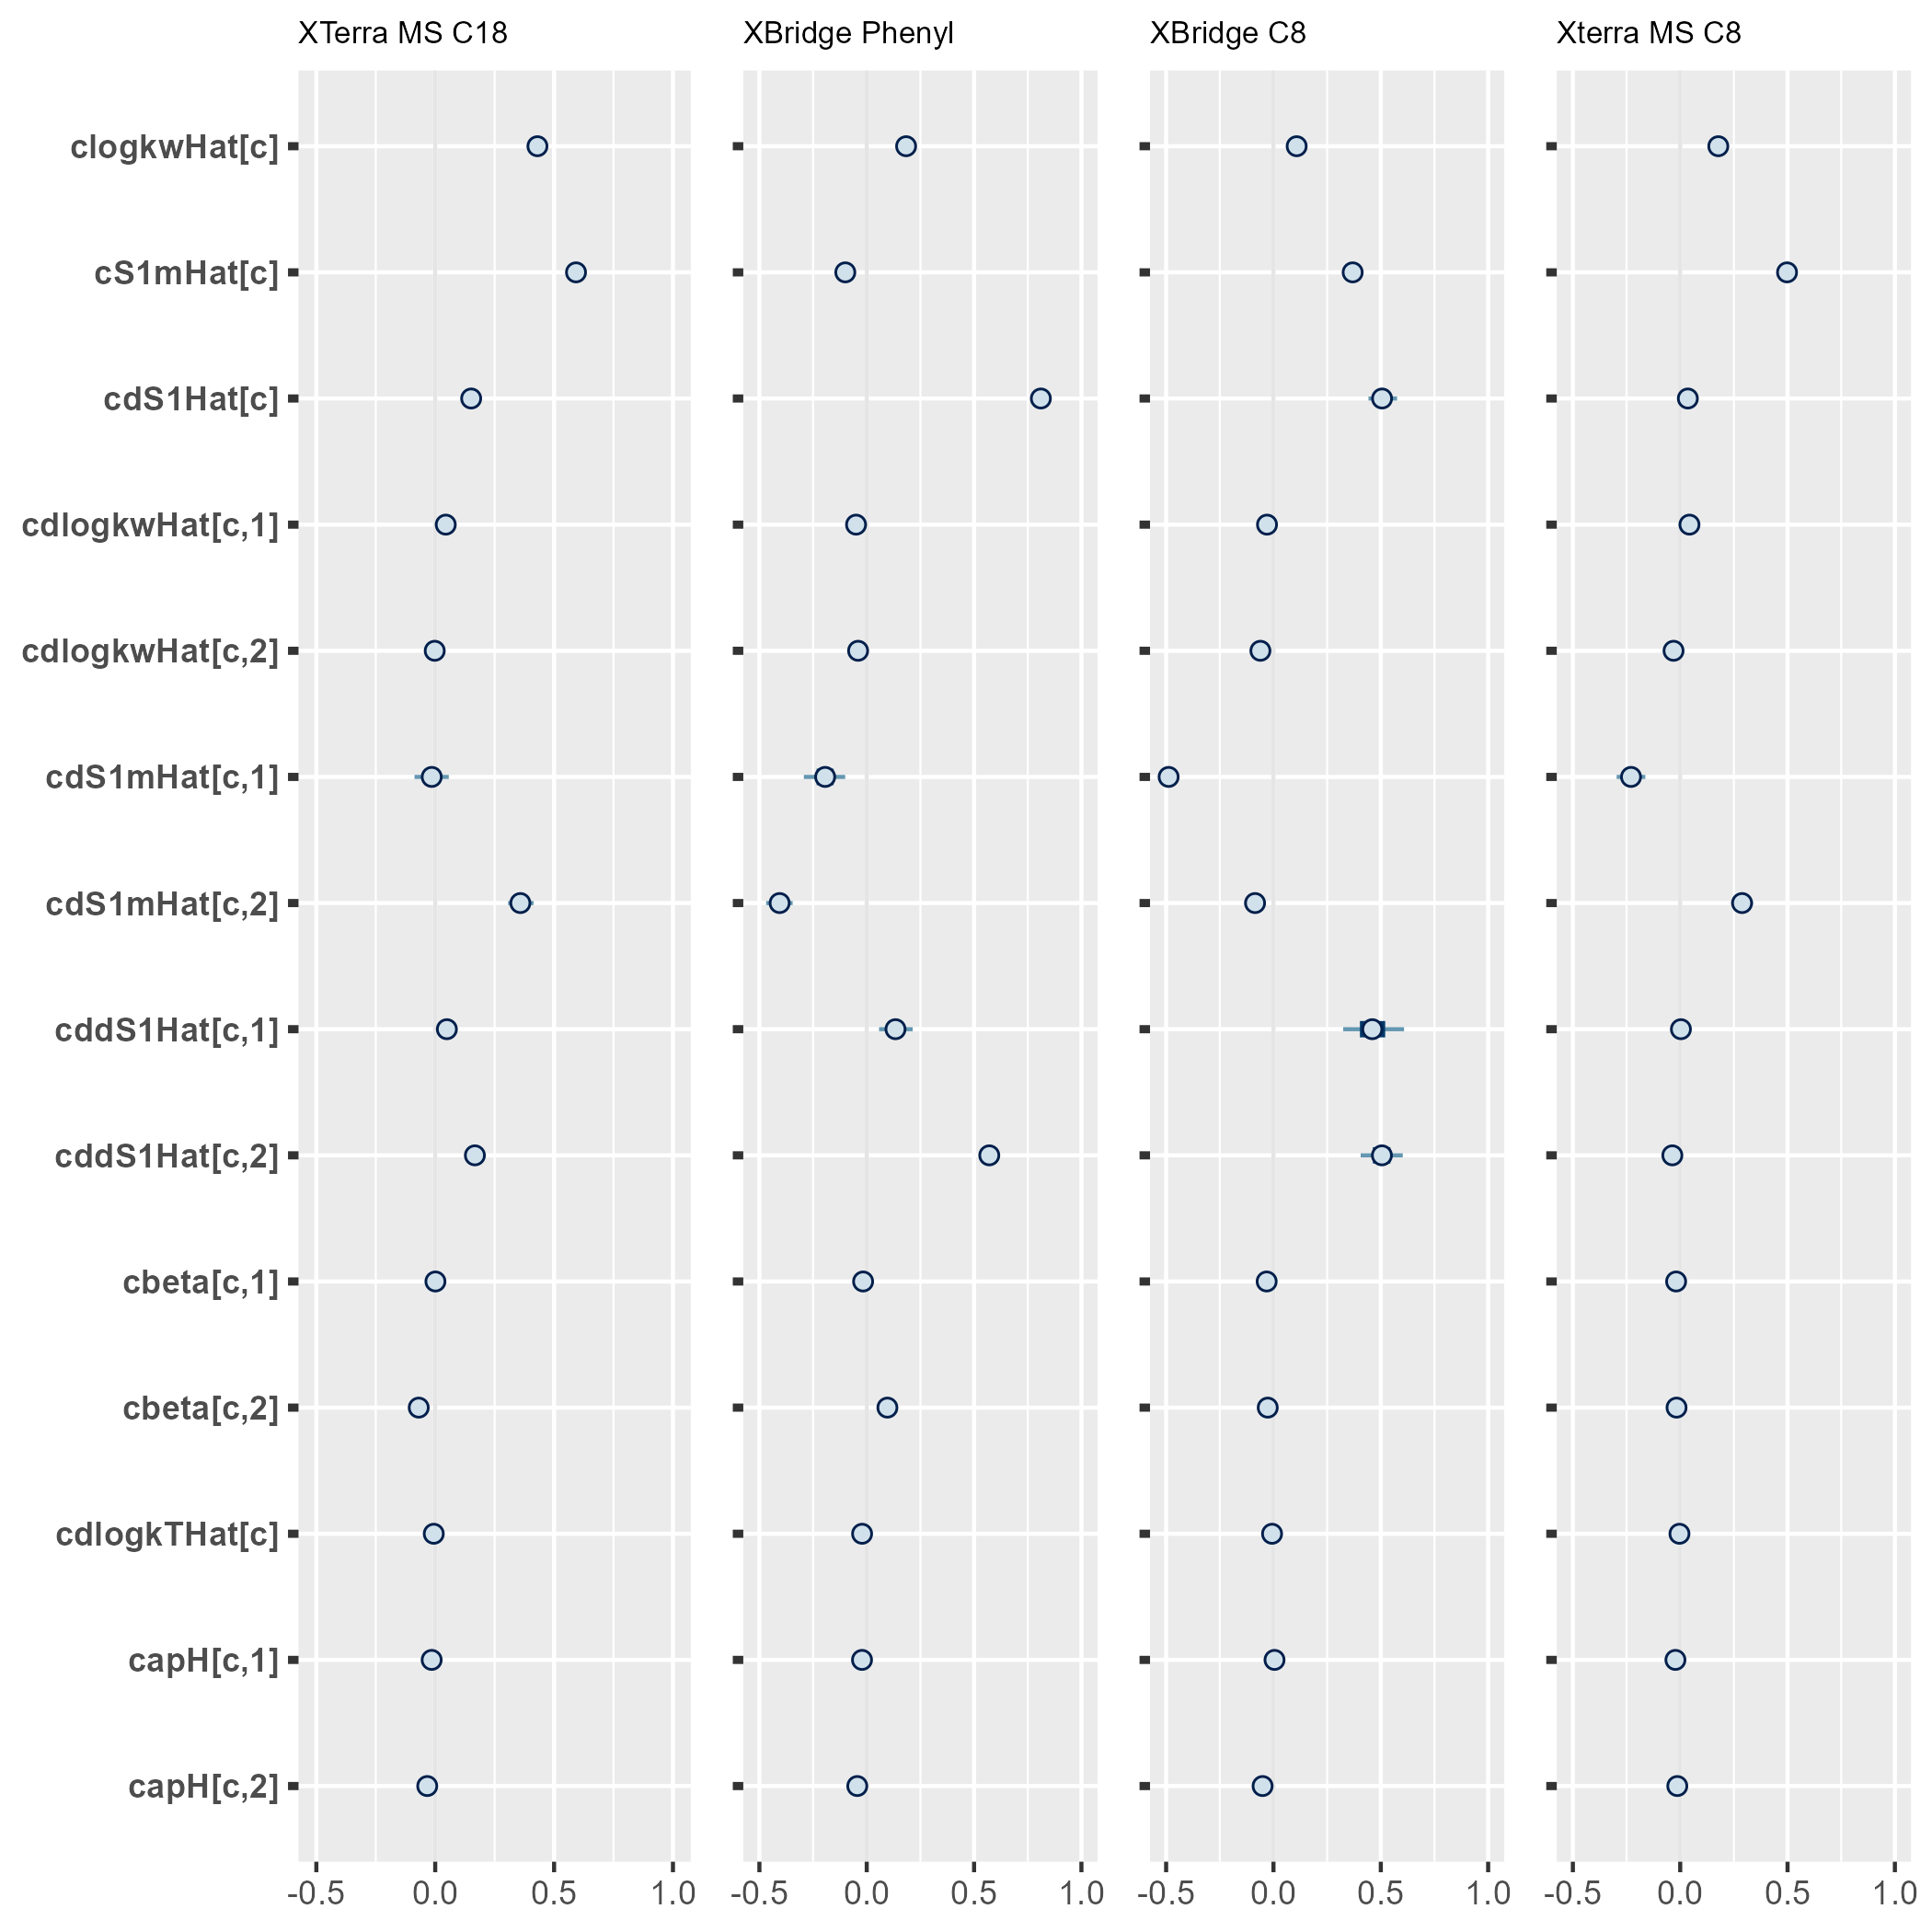 XTerra MS C18 XBridge Phenyl XBridge C8 Xterra MS C8
clogkwHat[c]
cS1mHat[c]
cdS1Hat[c]
cdlogkwHat[c,1]
cdlogkwHat[c,2]
cdS1mHat[c,1]
cdS1mHat[c,2]
cddS1Hat[c,1]
cddS1Hat[c,2]
cbeta[c,1]
cbeta[c,2]
cdlogkTHat[c]
capH[c,1]
capH[c,2]
-0.5 0.0 0.5 1.0 -0.5 0.0 0.5 1.0 -0.5 0.0 0.5 1.0 -0.5 0.0 0.5 1.0